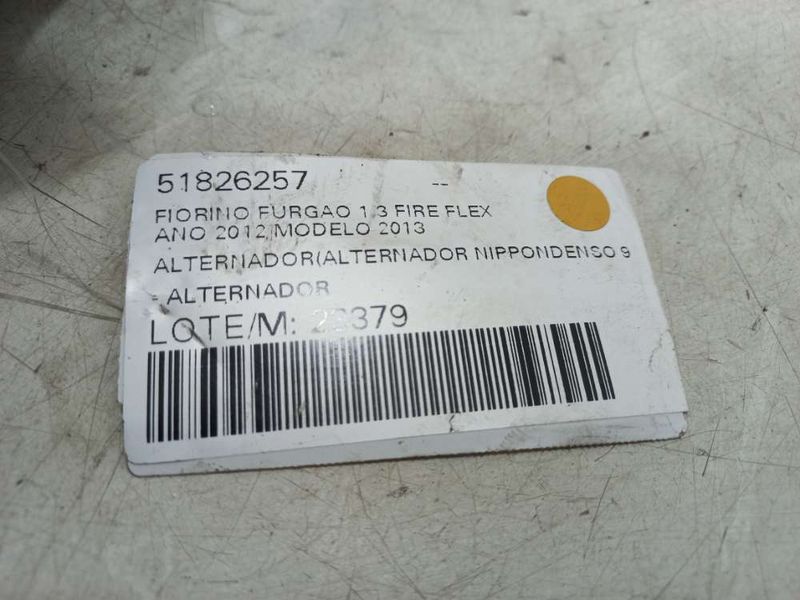 51826257 --
FIORINO FURGAO 1.3 FIRE FLEX
ANO 2012 MODELO 2013
ALTERNADOR(ALTERNADOR NIPPONDENSO 9
- ALTERNADOR
LOTE/M: